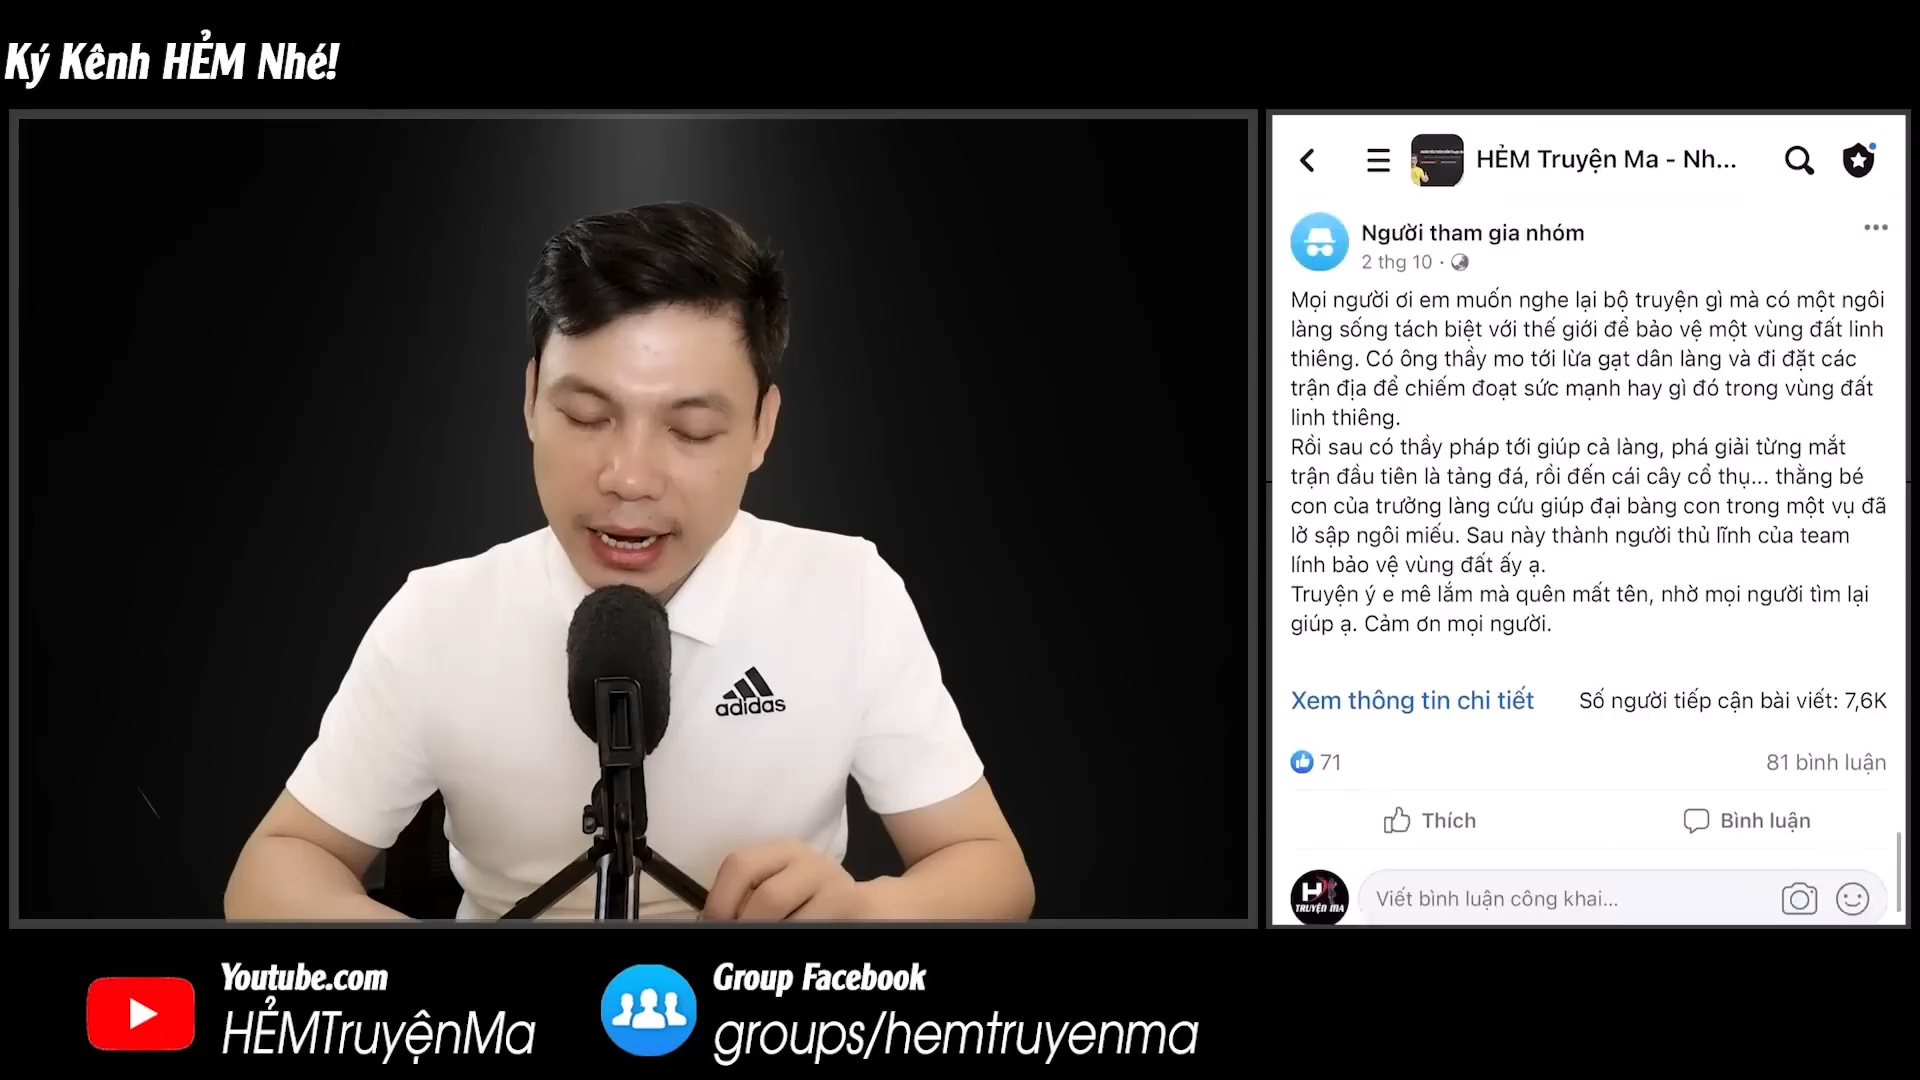 Ký Kênh HẺM Nhé!
adidas
HẺM Truyện Ma - Nh...
Người tham gia nhóm
2 thg 10 ·
Mọi người ơi em muốn nghe lại bộ truyện gì mà có một ngôi
làng sống tách biệt với thế giới để bảo vệ một vùng đất linh
thiêng. Có ông thầy mo tới lừa gạt dân làng và đi đặt các
trận địa để chiếm đoạt sức mạnh hay gì đó trong vùng đất
linh thiêng.
Rồi sau có thầy pháp tới giúp cả làng, phá giải từng mắt
trận đầu tiên là tảng đá, rồi đến cái cây cổ thụ... thằng bé
con của trưởng làng cứu giúp đại bàng con trong một vụ đã
lỡ sập ngôi miếu. Sau này thành người thủ lĩnh của team
lính bảo vệ vùng đất ấy ạ.
Truyện ý e mê lắm mà quên mất tên, nhờ mọi người tìm lại
giúp ạ. Cảm ơn mọi người.
Xem thông tin chi tiết
Số người tiếp cận bài viết: 7,6K
71
81 bình luận
Thích
Bình luận
H
TRUYỆN MA
Viết bình luận công khai...
Youtube.com
HẺMTruyệnMa
Group Facebook
groups/hemtruyenma